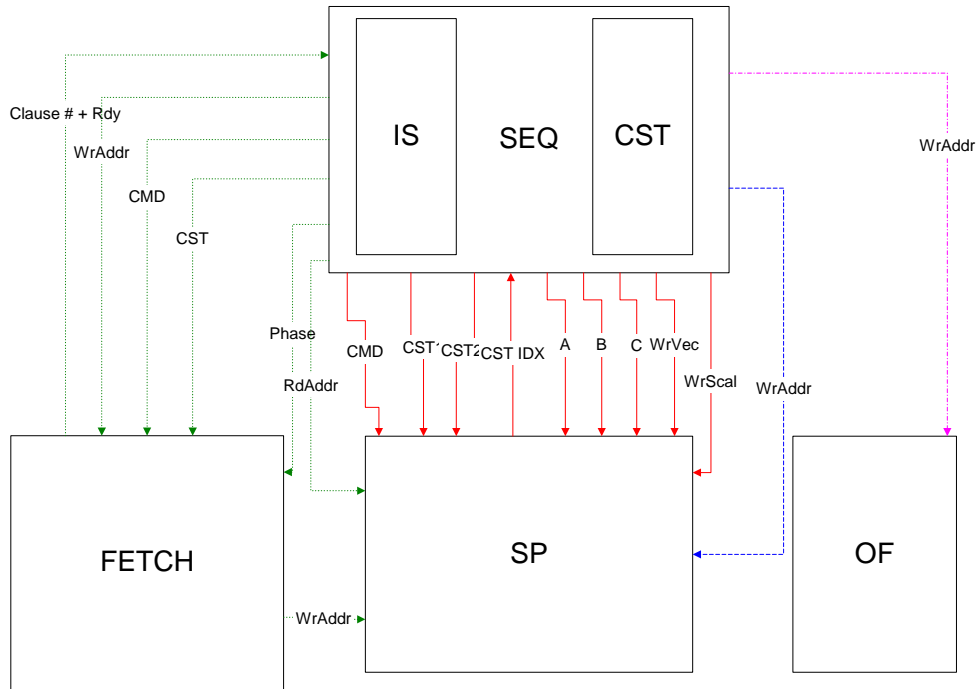 IS
SEQ
CST
Clause # + Rdy
WrAddr
WrAddr
CMD
CST
Phase
CMD
CST1
CST2
CST IDX
A
B
C
WrVec
WrScal
RdAddr
WrAddr
FETCH
SP
OF
WrAddr